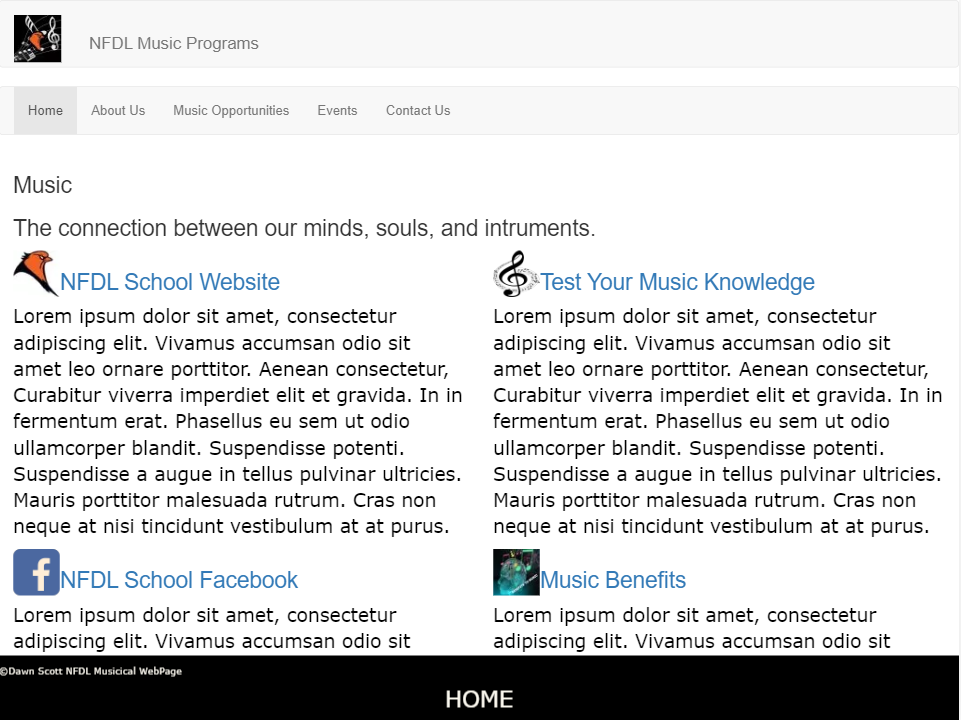 NFDL Music Programs
Home About Us Music Opportunities Events Contact Us
Music
The connection between our minds, souls, and intruments.
NFDL School Website
Lorem ipsum dolor sit amet, consectetur
adipiscing elit. Vivamus accumsan odio sit
amet leo ornare porttitor. Aenean consectetur,
Curabitur viverra imperdiet elit et gravida. In in
fermentum erat. Phasellus eu sem ut odio
ullamcorper blandit. Suspendisse potenti.
Suspendisse a augue in tellus pulvinar ultricies.
Mauris porttitor malesuada rutrum. Cras non
neque at nisi tincidunt vestibulum at at purus.
Test Your Music Knowledge
Lorem ipsum dolor sit amet, consectetur
adipiscing elit. Vivamus accumsan odio sit
amet leo ornare porttitor. Aenean consectetur,
Curabitur viverra imperdiet elit et gravida. In in
fermentum erat. Phasellus eu sem ut odio
ullamcorper blandit. Suspendisse potenti.
Suspendisse a augue in tellus pulvinar ultricies.
Mauris porttitor malesuada rutrum. Cras non
neque at nisi tincidunt vestibulum at at purus.
f NFDL School Facebook
Lorem ipsum dolor sit amet, consectetur
adipiscing elit. Vivamus accumsan odio sit
Music Benefits
Lorem ipsum dolor sit amet, consectetur
adipiscing elit. Vivamus accumsan odio sit
©Dawn Scott NFDL Musicical WebPage
HOME